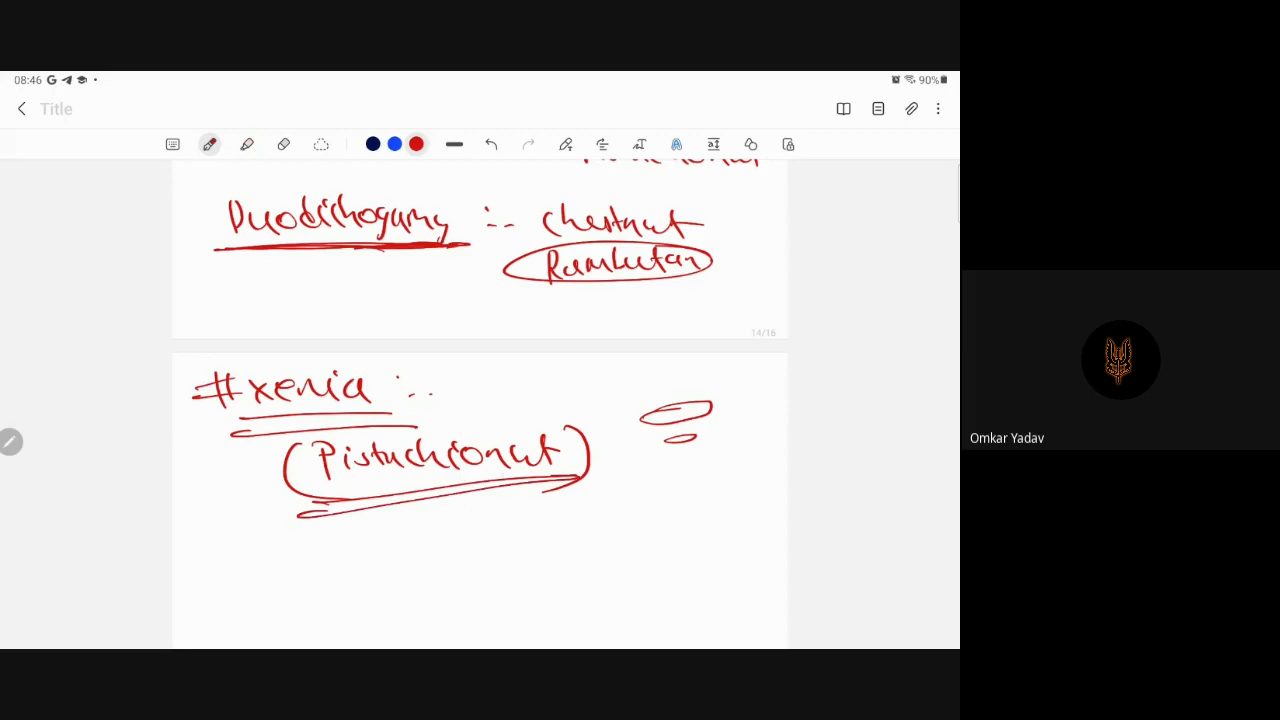 08:46
90%
Title
Duodichogamy :- Chestnut
Rambutan
14/16
#xenia :-
(Pistachionut)
Omkar Yadav